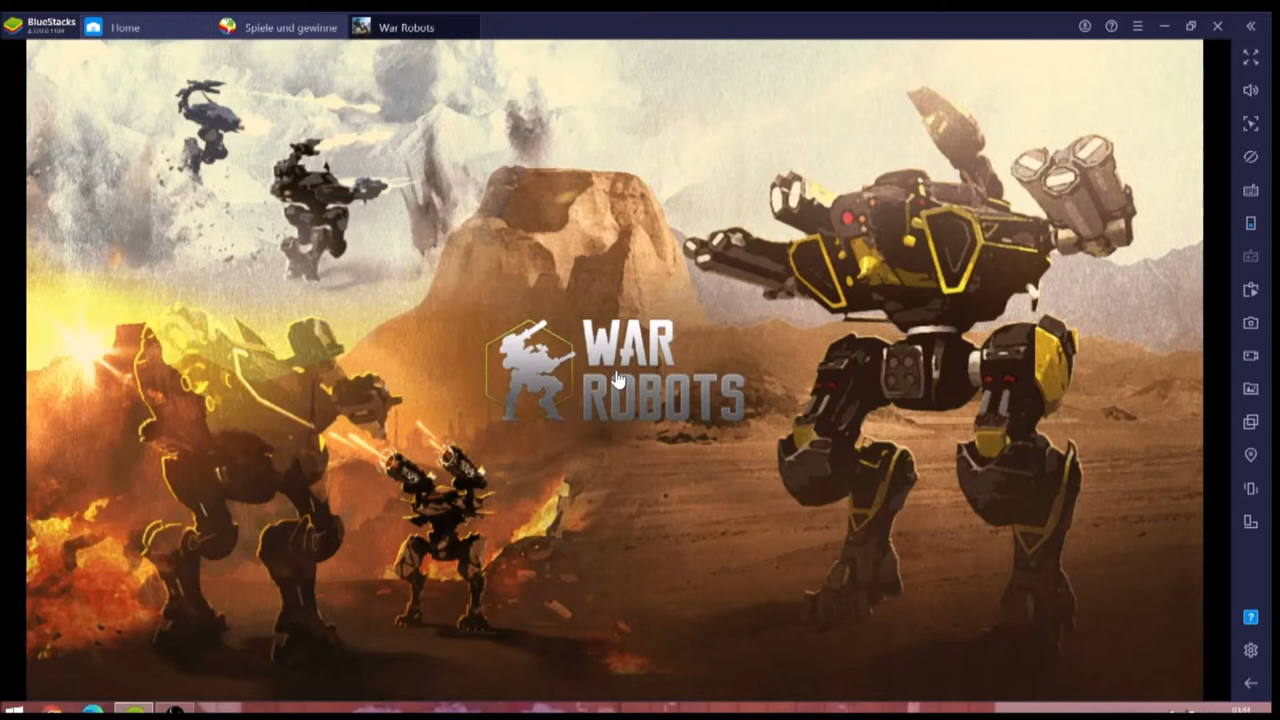 BlueStacks
Home
Spiele und gewinne
War Robots
WAR
ROBOTS